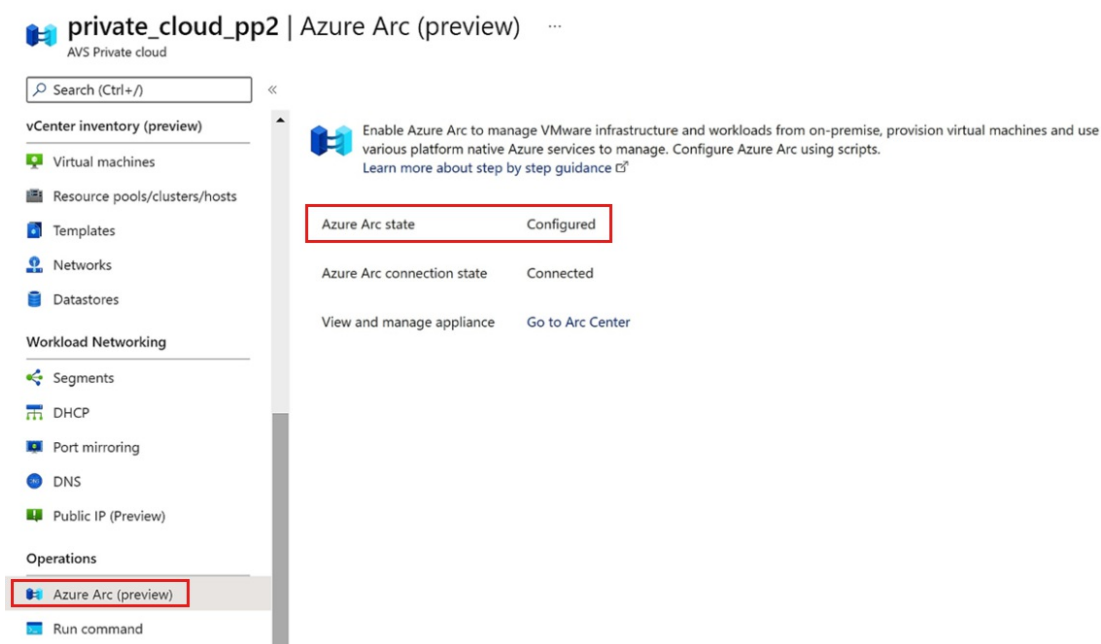 private_cloud_pp2 | Azure Arc (preview) ...
AVS Private cloud
Search (Ctrl+/) «
vCenter inventory (preview)
Virtual machines
Resource pools/clusters/hosts
Templates
Networks
Datastores
Workload Networking
Segments
DHCP
Port mirroring
DNS
Public IP (Preview)
Operations
Azure Arc (preview)
Run command
Enable Azure Arc to manage VMware infrastructure and workloads from on-premise, provision virtual machines and use
various platform native Azure services to manage. Configure Azure Arc using scripts.
Learn more about step by step guidance
Azure Arc state Configured
Azure Arc connection state Connected
View and manage appliance Go to Arc Center